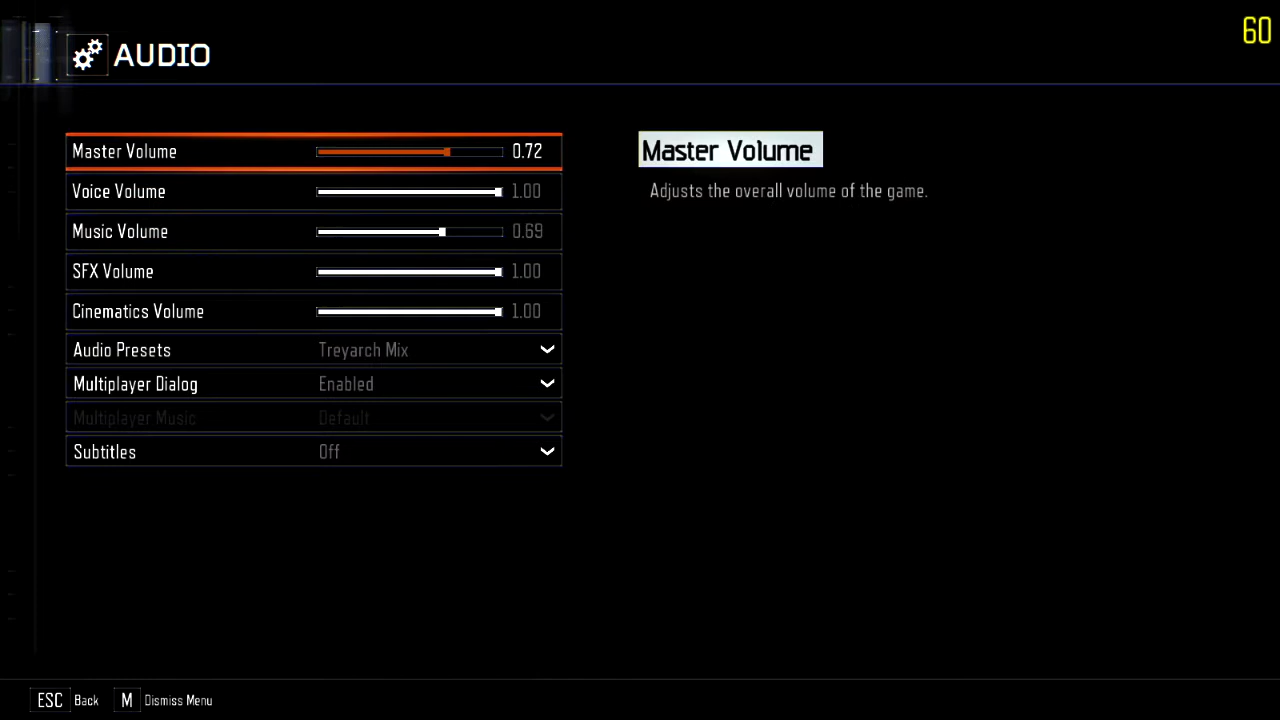 60
AUDIO
Master Volume 0.72
Voice Volume 1.00
Music Volume 0.69
SFX Volume 1.00
Cinematics Volume 1.00
Audio Presets Treyarch Mix
Multiplayer Dialog Enabled
Multiplayer Music Default
Subtitles Off
Master Volume
Adjusts the overall volume of the game.
ESC Back M Dismiss Menu